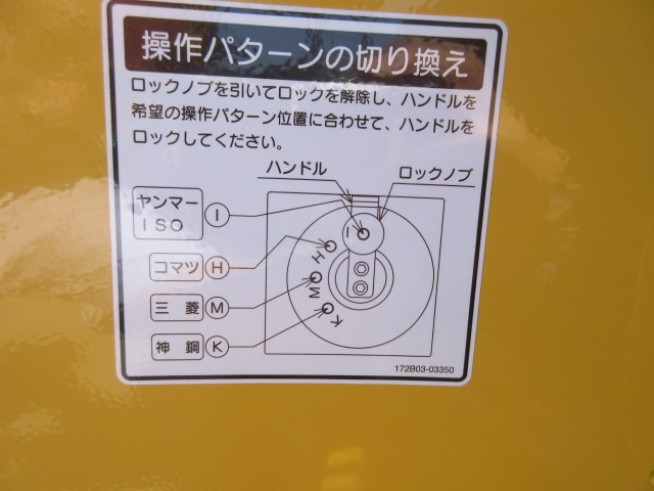 操作パターンの切り換え
ロックノブを引いてロックを解除し、ハンドルを
希望の操作パターン位置に合わせて、ハンドルを
ロックしてください。
ハンドル
ロックノブ
ヤンマー
ISO
I
I
コマツ
H
H
三菱
M
M
神鋼
K
K
172B03-03350